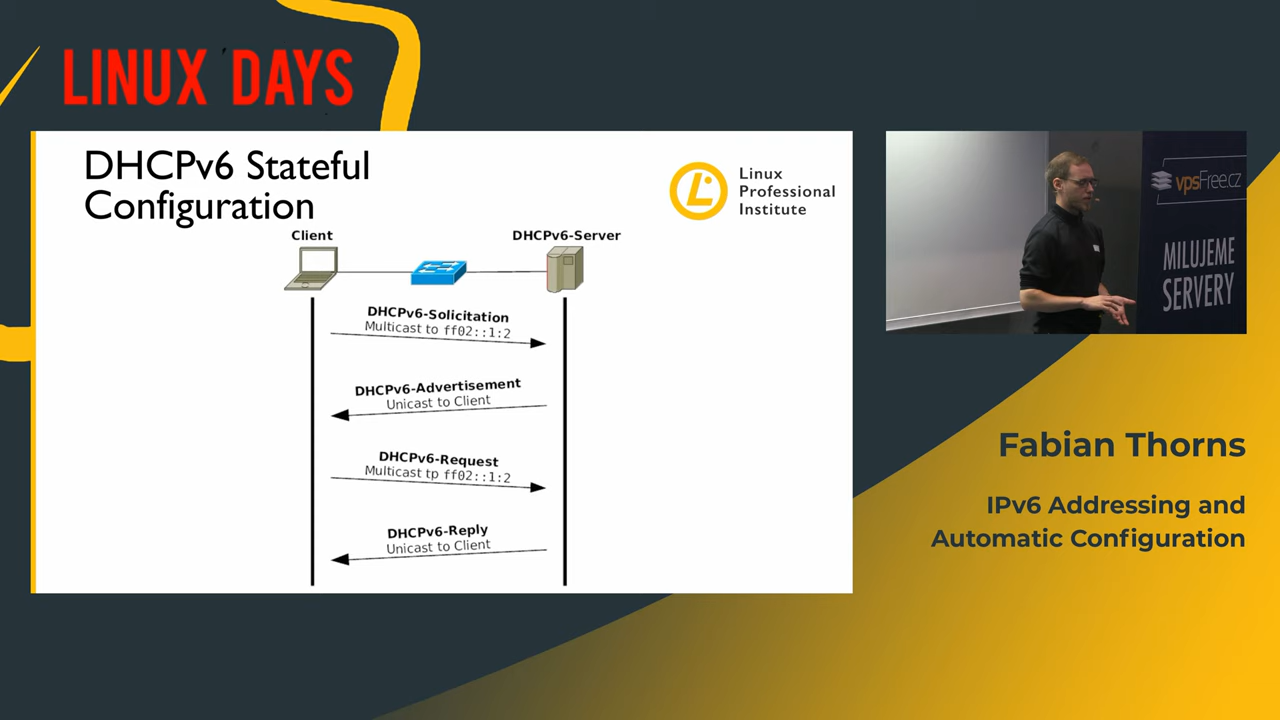 LINUX DAYS
DHCPv6 Stateful
Configuration
Linux
Professional
Institute
Client
DHCPv6-Server
DHCPv6-Solicitation
Multicast to ff02::1:2
DHCPv6-Advertisement
Unicast to Client
DHCPv6-Request
Multicast tp ff02::1:2
DHCPv6-Reply
Unicast to Client
vpsFree.cz
MILUJEME
SERVERY
Fabian Thorns
IPv6 Addressing and
Automatic Configuration